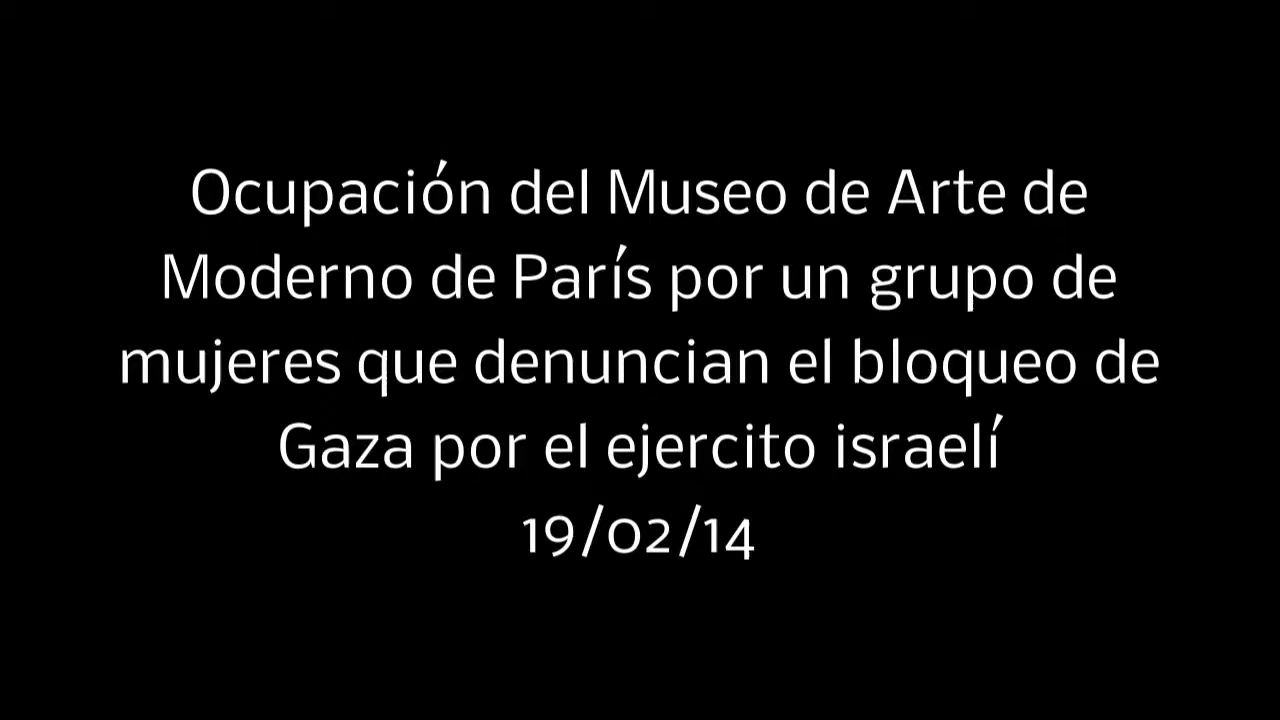 Ocupación del Museo de Arte de
Moderno de París por un grupo de
mujeres que denuncian el bloqueo de
Gaza por el ejercito israelí
19/02/14